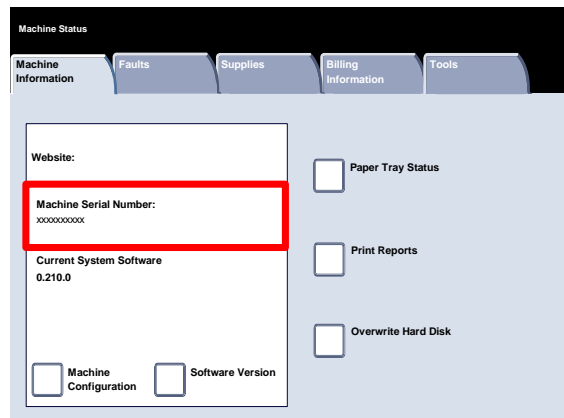 Machine Status
Machine
Information
Faults
Supplies
Billing
Information
Tools
Website:
Machine Serial Number:
xxxxxxxxxx
Current System Software
0.210.0
Machine
Configuration
Software Version
Paper Tray Status
Print Reports
Overwrite Hard Disk